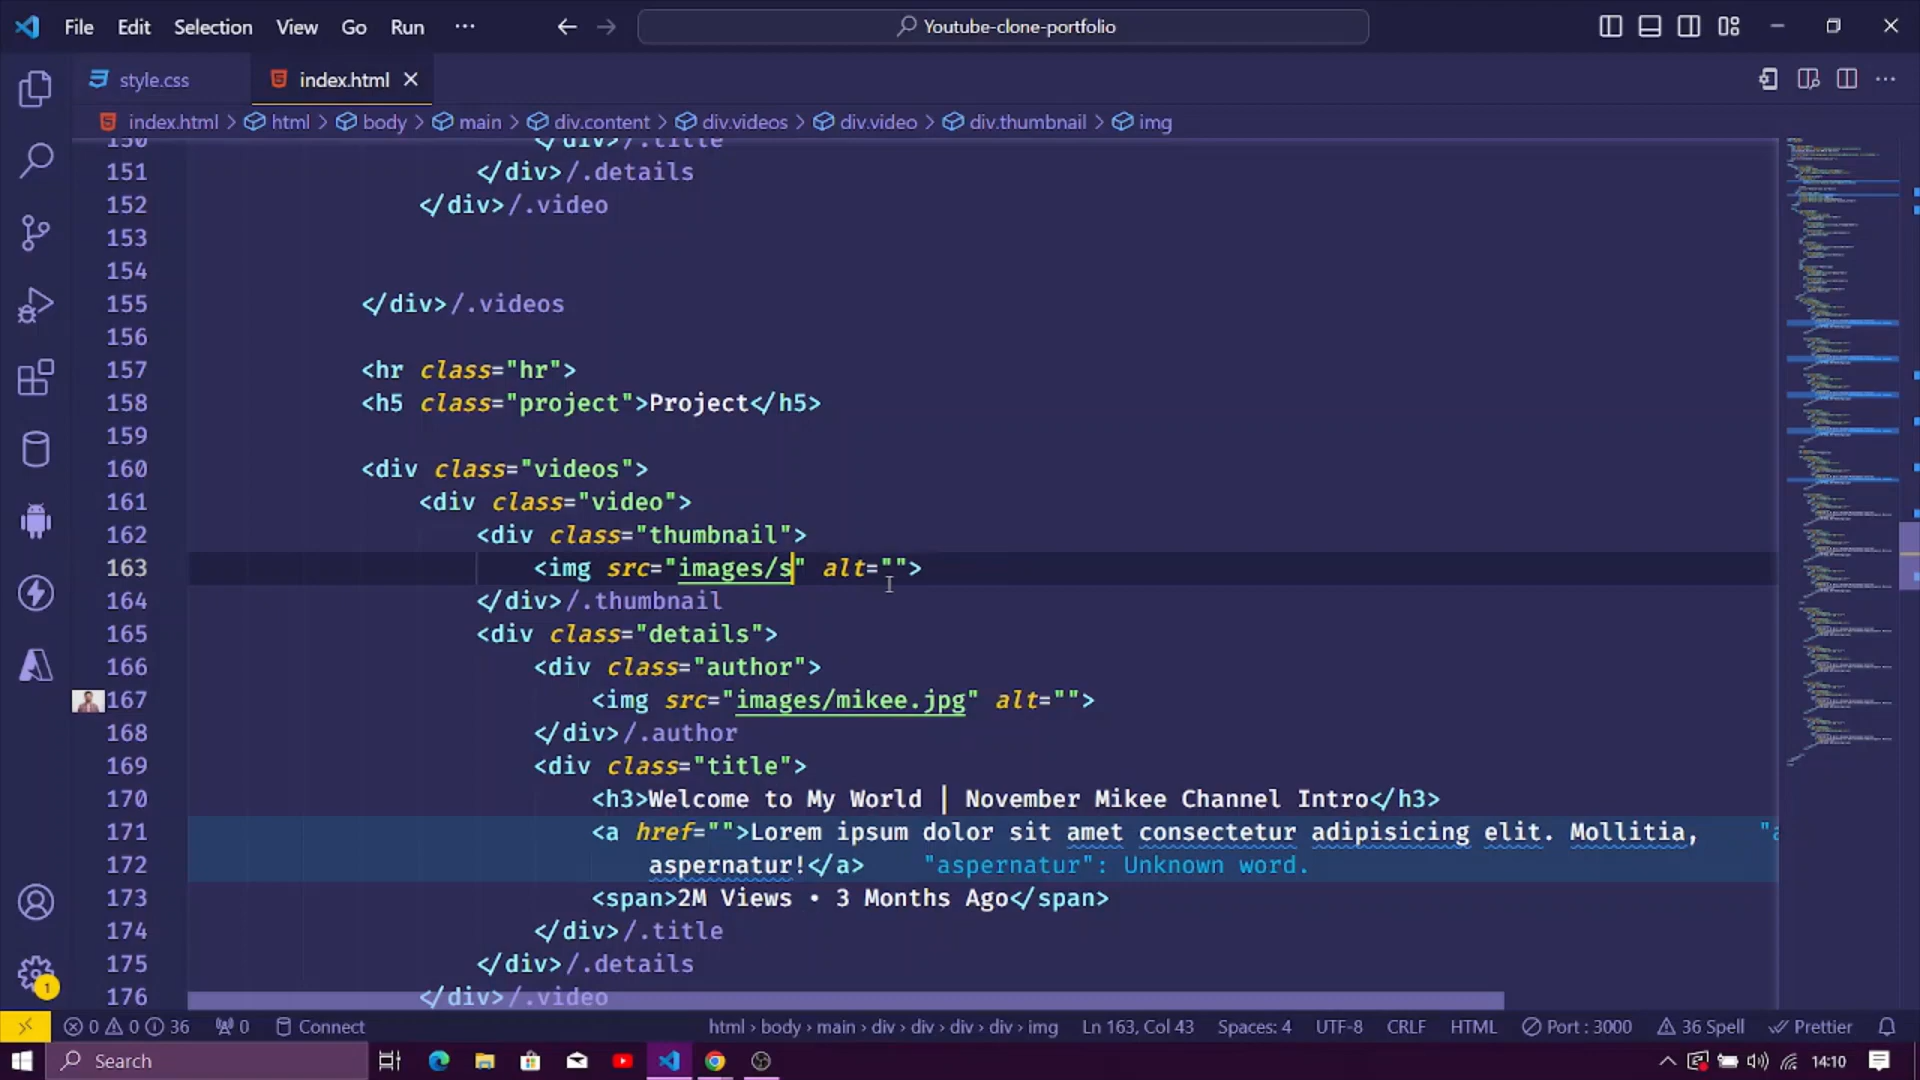 File Edit Selection View Go Run ··· Youtube-clone-portfolio
style.css index.html
index.html > html > body > main > div.content > div.videos > div.video > div.thumbnail > img
150 </div>/.title
151 </div>/.details
152 </div>/.video
153
154
155 </div>/.videos
156
157 <hr class="hr">
158 <h5 class="project">Project</h5>
159
160 <div class="videos">
161 <div class="video">
162 <div class="thumbnail">
163 <img src="images/s" alt="">
164 </div>/.thumbnail
165 <div class="details">
166 <div class="author">
167 <img src="images/mikee.jpg" alt="">
168 </div>/.author
169 <div class="title">
170 <h3>Welcome to My World | November Mikee Channel Intro</h3>
171 <a href="">Lorem ipsum dolor sit amet consectetur adipisicing elit. Mollitia, "a
172 aspernatur!</a> "aspernatur": Unknown word.
173 <span>2M Views • 3 Months Ago</span>
174 </div>/.title
175 </div>/.details
176 </div>/.video
1
0 0 36 0 Connect html › body › main › div › div › div › div › img Ln 163, Col 43 Spaces: 4 UTF-8 CRLF HTML Port : 3000 36 Spell Prettier
Search 14:10